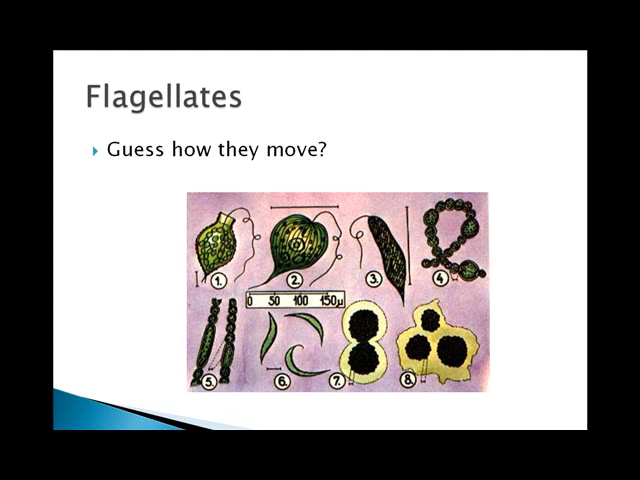 Flagellates
Guess how they move?
1.
2.
3.
4
0 50 100 150μ
5.
6.
7.
8.